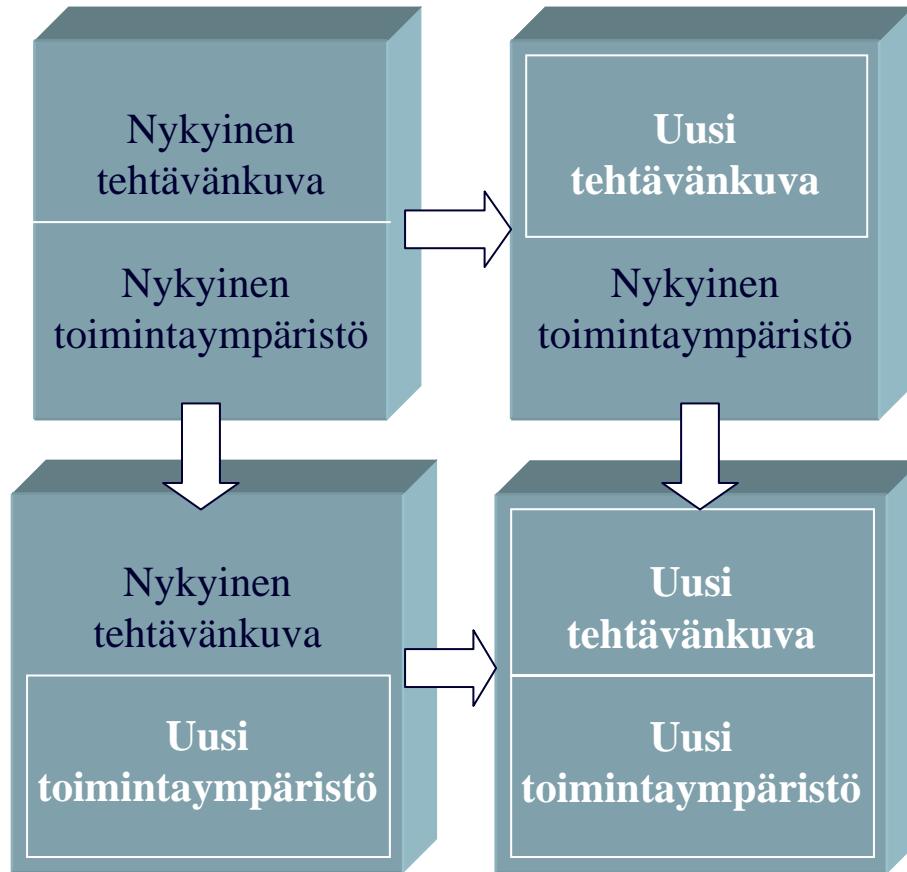 Nykyinen
tehtävänkuva
Nykyinen
toimintaympäristö
Uusi
tehtävänkuva
Nykyinen
toimintaympäristö
Nykyinen
tehtävänkuva
Uusi
toimintaympäristö
Uusi
tehtävänkuva
Uusi
toimintaympäristö